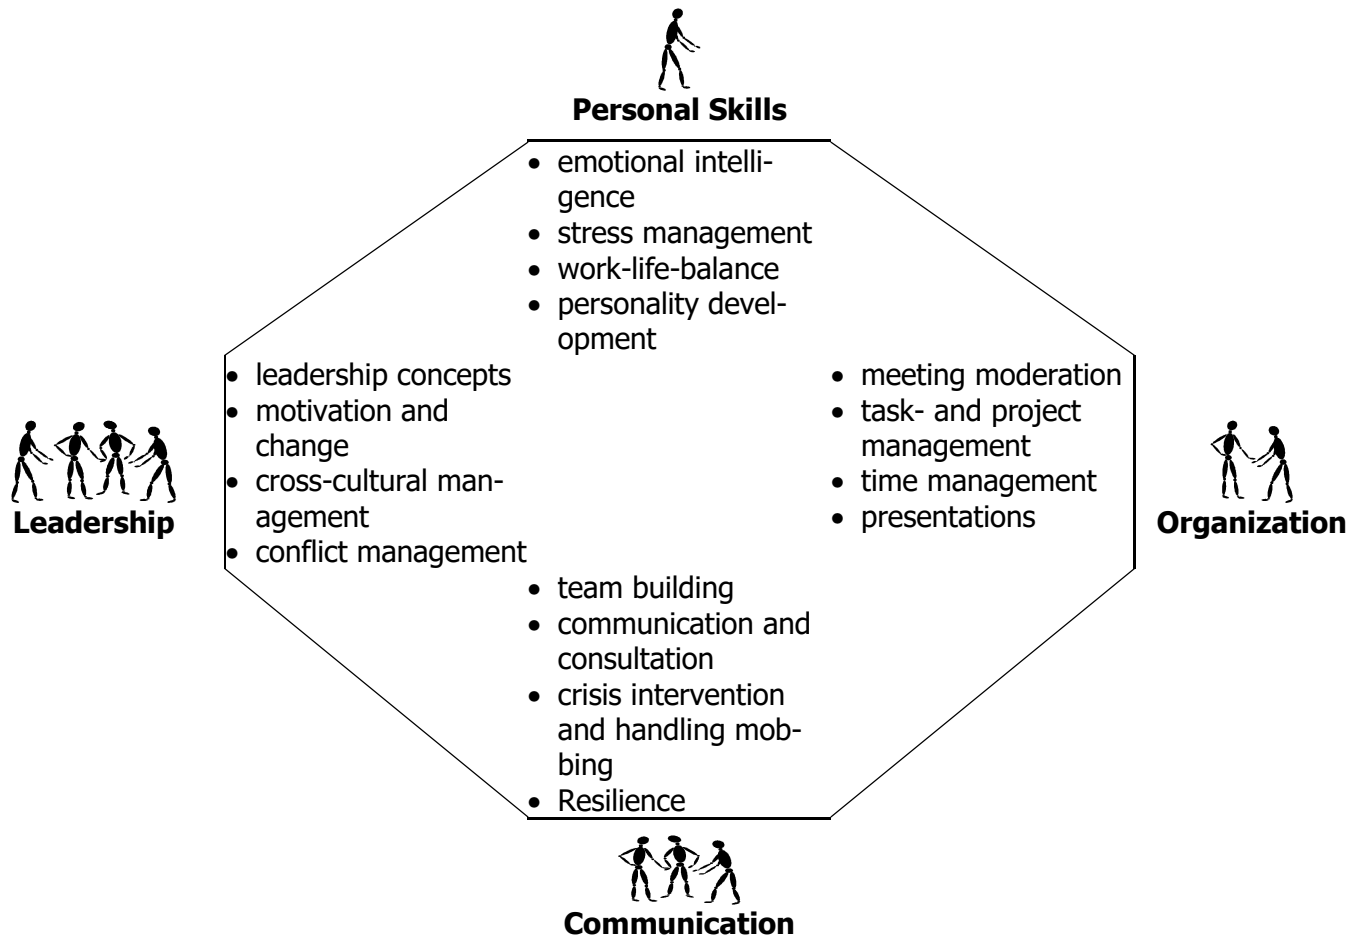 Personal Skills
• emotional intelli-
gence
• stress management
• work-life-balance
• personality devel-
opment
• leadership concepts
• motivation and
change
• cross-cultural man-
agement
• conflict management
Leadership
• meeting moderation
• task- and project
management
• time management
• presentations
Organization
• team building
• communication and
consultation
• crisis intervention
and handling mob-
bing
• Resilience
Communication